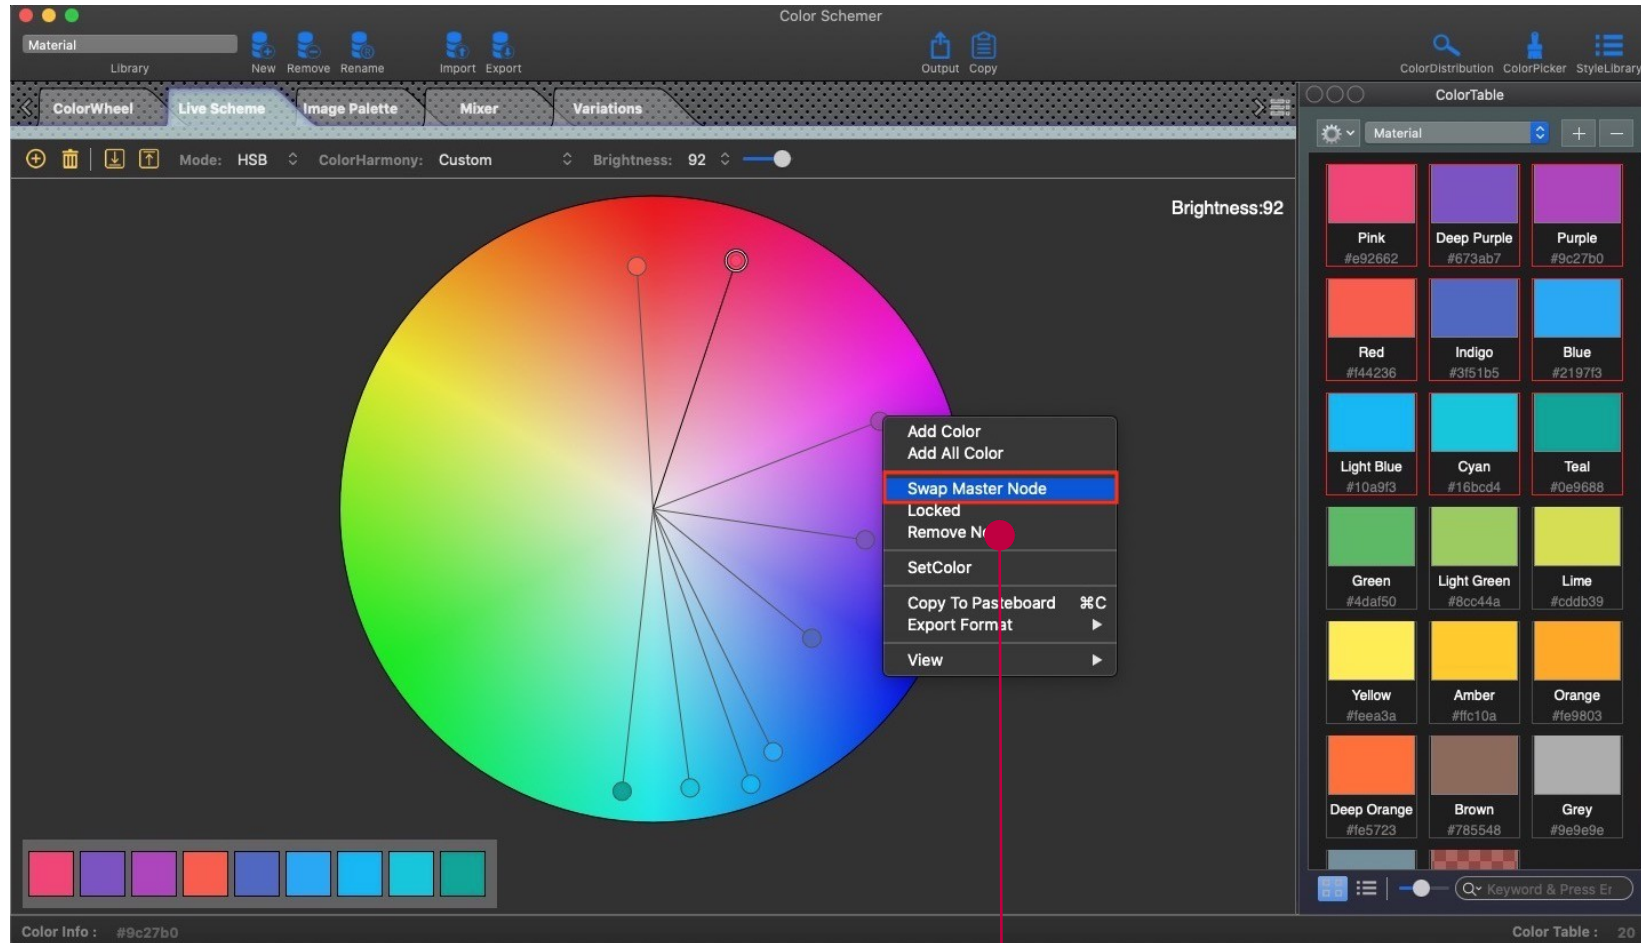 Color Schemer
Material
Library
New Remove Rename
Import Export
Output Copy
ColorDistribution ColorPicker StyleLibrary
ColorWheel
Live Scheme
Image Palette
Mixer
Variations
ColorTable
Material
Mode: HSB
ColorHarmony: Custom
Brightness: 92
Brightness:92
Add Color
Add All Color
Swap Master Node
Locked
Remove
SetColor
Copy To Pasteboard ⌘C
Export Format
View
Pink Deep Purple Purple
#e92662 #673ab7 #9c27b0
Red Indigo Blue
#f44236 #3f51b5 #2197f3
Light Blue Cyan Teal
#10a9f3 #16bcd4 #0e9688
Green Light Green Lime
#4daf50 #8cc44a #cddb39
Yellow Amber Orange
#feea3a #ffc10a #fe9803
Deep Orange Brown Grey
#fe5723 #785548 #9e9e9e
Keyword & Press
Color Info : #9c27b0
Color Table : 20